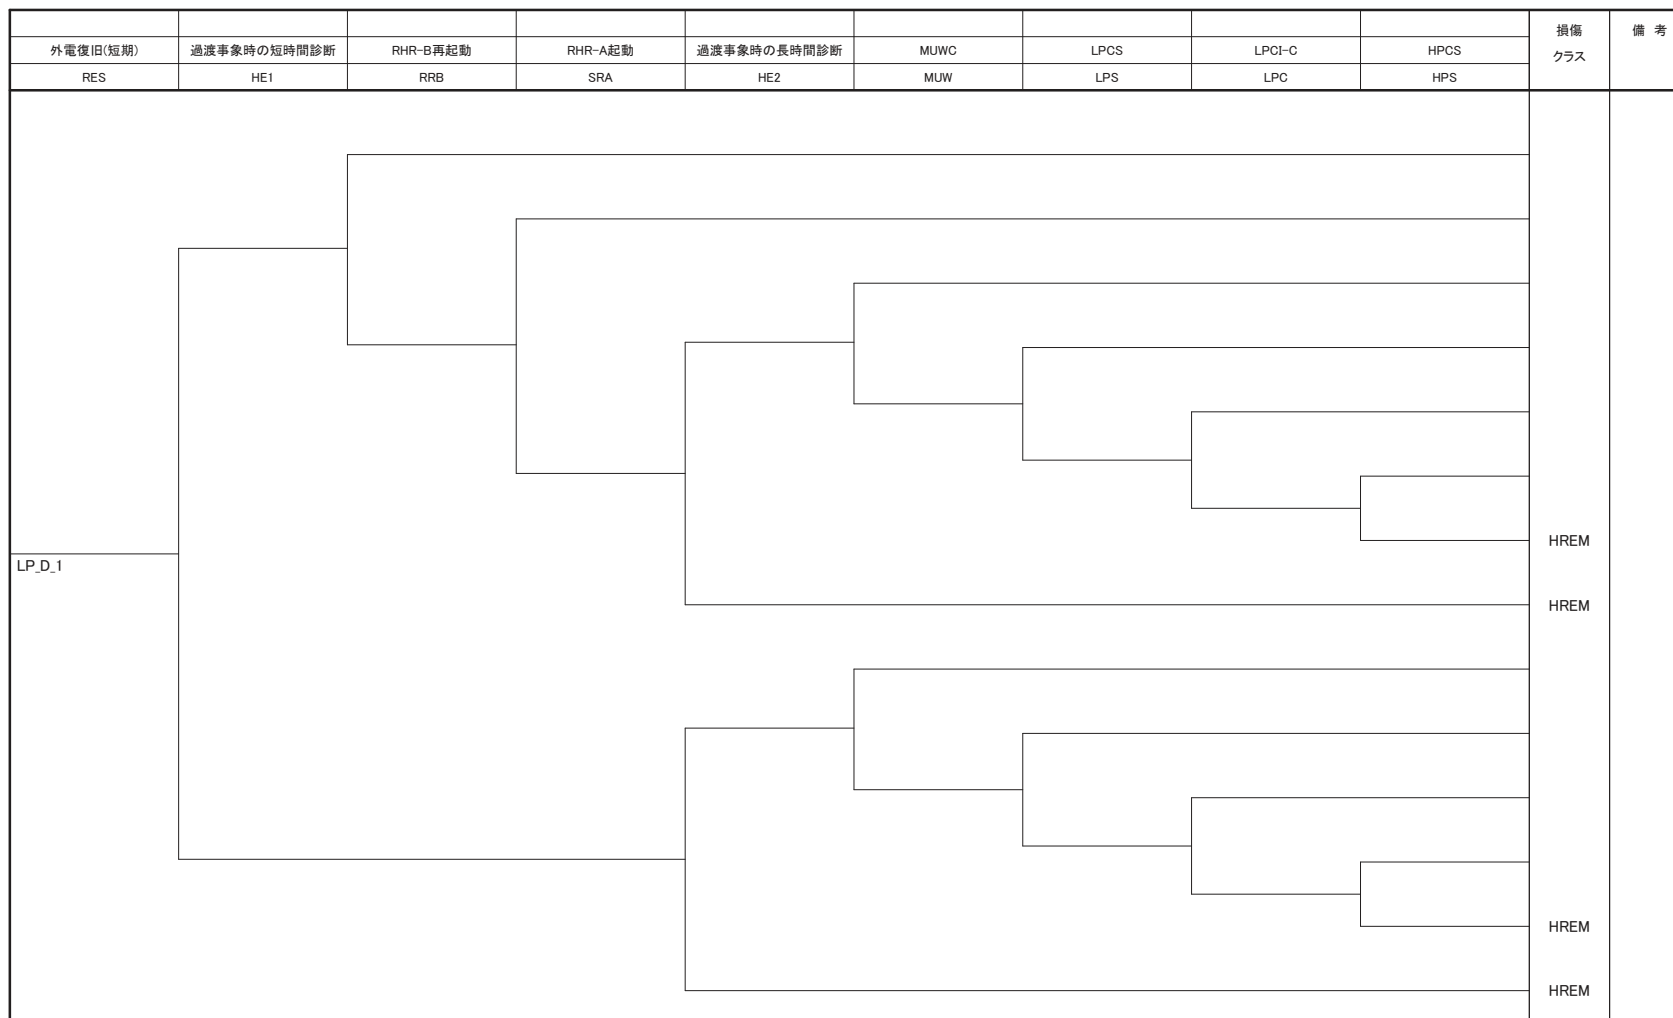 損傷
クラス
備 考
外電復旧(短期) 過渡事象時の短時間診断 RHR-B再起動 RHR-A起動 過渡事象時の長時間診断 MUWC LPCS LPCI-C HPCS
RES HE1 RRB SRA HE2 MUW LPS LPC HPS
HREM
LP_D_1
HREM
HREM
HREM